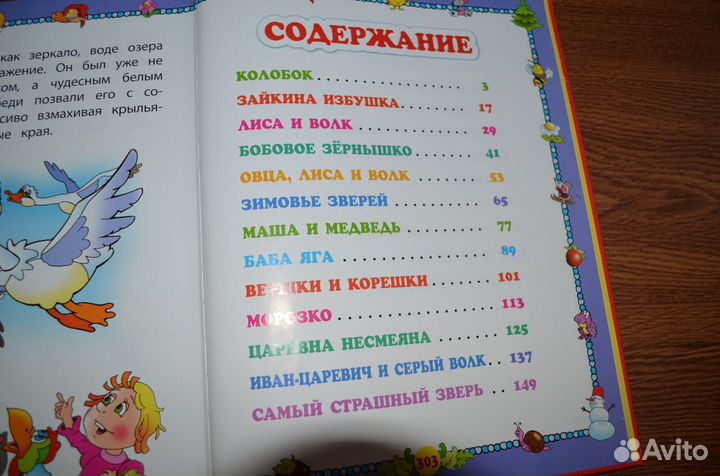 как зеркало, воде озера
ажение. Он был уже не
ом, а чудесным белым
беди позвали его с со-
сиво взмахивая крылья-
ые края.
СОДЕРЖАНИЕ
КОЛОБОК 3
ЗАЙКИНА ИЗБУШКА 17
ЛИСА И ВОЛК 29
БОБОВОЕ ЗЁРНЫШКО 41
ОВЦА, ЛИСА И ВОЛК 53
ЗИМОВЬЕ ЗВЕРЕЙ 65
МАША И МЕДВЕДЬ 77
БАБА ЯГА 89
ВЕРШКИ И КОРЕШКИ 101
МОРОЗКО 113
ЦАРЕВНА НЕСМЕЯНА 125
ИВАН-ЦАРЕВИЧ И СЕРЫЙ ВОЛК 137
САМЫЙ СТРАШНЫЙ ЗВЕРЬ 149
303
Avito